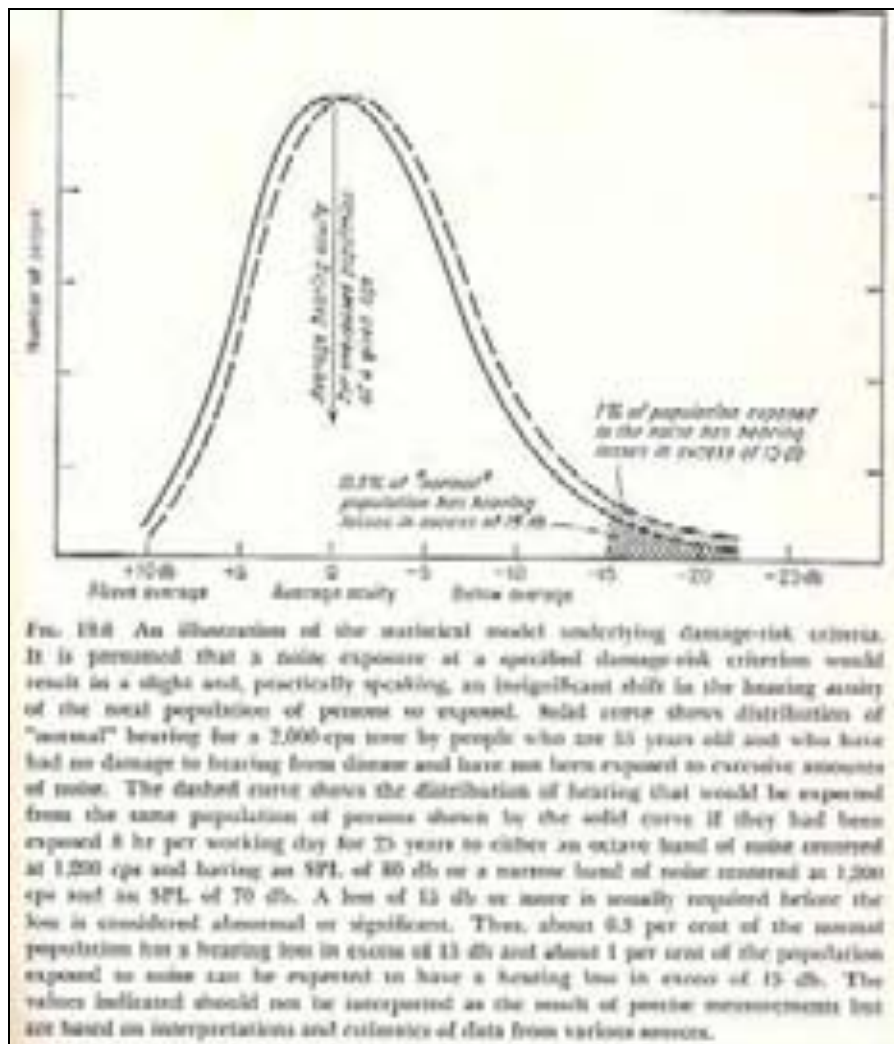 Number of people
Average hearing acuity
for population of persons
of a given age
1% of population exposed
to the noise has hearing
losses in excess of 15 db
0.5% of "normal"
population has hearing
losses in excess of 15 db
+10 db +5 0 -5 -10 -15 -20 -25 db
Above average Average acuity Below average
An illustration of the statistical model underlying damage-risk criteria.
It is presumed that a noise exposure at a specified damage-risk criterion would
result in a slight and, practically speaking, an insignificant shift in the hearing acuity
of the total population of persons so exposed. Solid curve shows distribution of
"normal" hearing for a 2,000-cps tone by people who are 55 years old and who have
had no damage to hearing from disease and have not been exposed to excessive amounts
of noise. The dashed curve shows the distribution of hearing that would be expected
from the same population of persons shown by the solid curve if they had been
exposed 8 hr per working day for 25 years to either an octave band of noise centered
at 1,200 cps and having an SPL of 80 db or a narrow band of noise centered at 1,200
cps and an SPL of 70 db. A loss of 15 db or more is usually required before the
loss is considered abnormal or significant. Thus, about 0.5 per cent of the normal
population has a hearing loss in excess of 15 db and about 1 per cent of the population
exposed to noise can be expected to have a hearing loss in excess of 15 db. The
values indicated should not be interpreted as the result of precise measurements but
are based on interpretations and estimates of data from various sources.